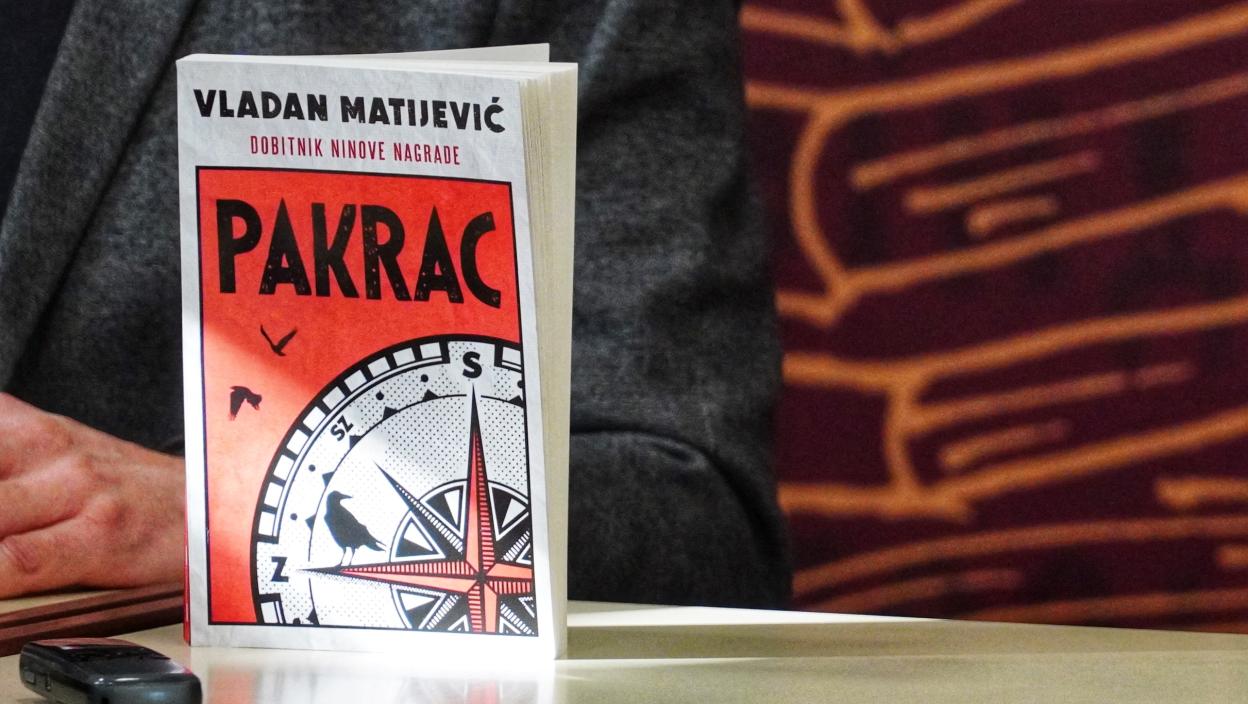 VLADAN MATIJEVIĆ
DOBITNIK NINOVE NAGRADE
PAKRAC
S
SZ
Z